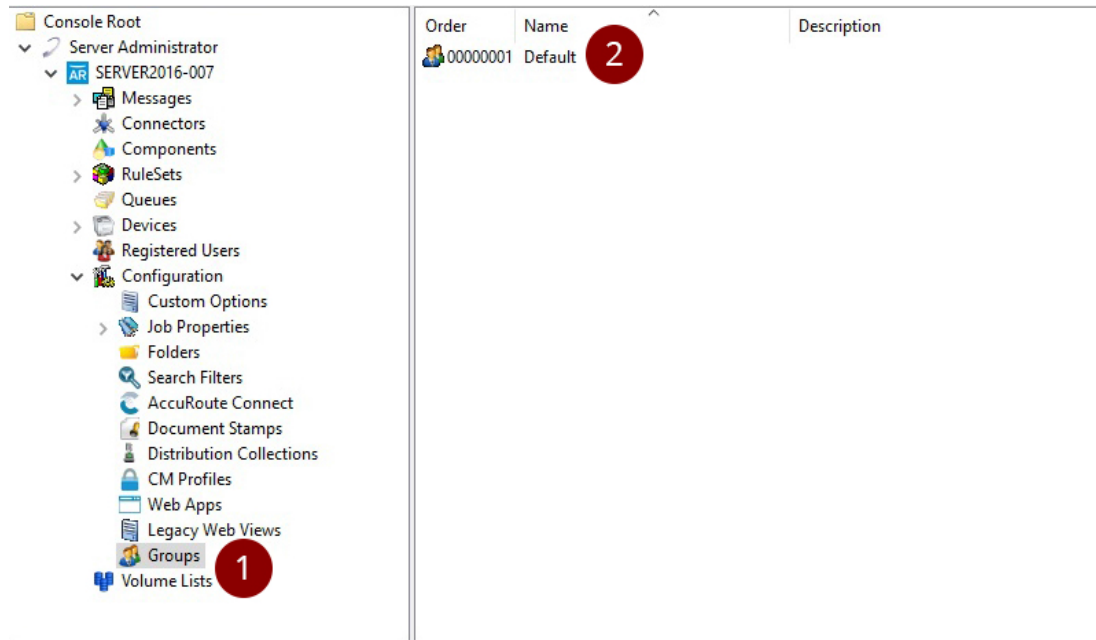 Console Root
Server Administrator
AR SERVER2016-007
Messages
Connectors
Components
RuleSets
Queues
Devices
Registered Users
Configuration
Custom Options
Job Properties
Folders
Search Filters
AccuRoute Connect
Document Stamps
Distribution Collections
CM Profiles
Web Apps
Legacy Web Views
Groups
1
Volume Lists
Order Name Description
00000001 Default
2